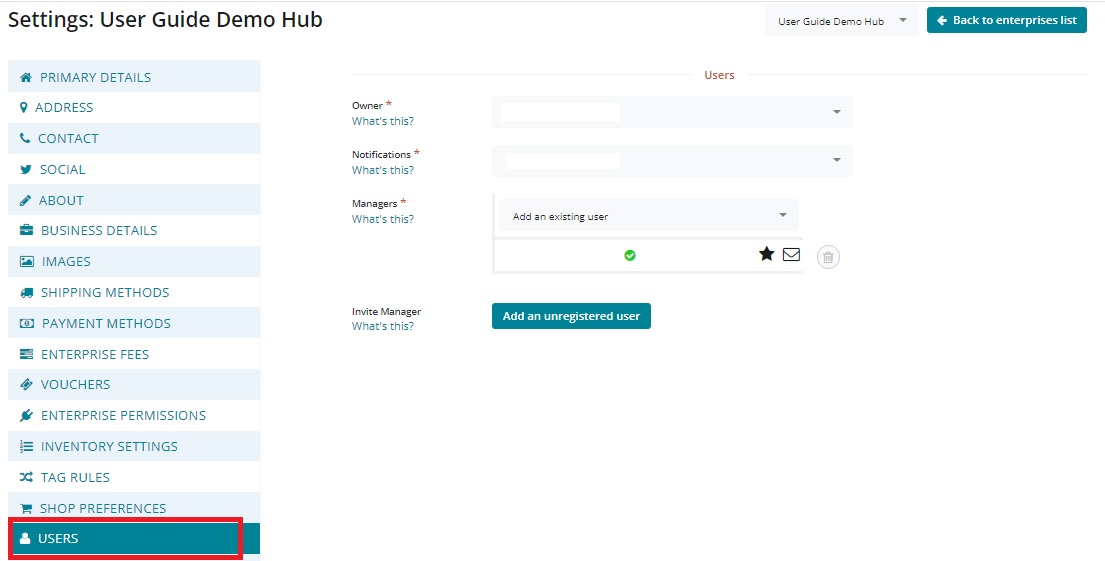 Settings: User Guide Demo Hub
User Guide Demo Hub
Back to enterprises list
PRIMARY DETAILS
ADDRESS
CONTACT
SOCIAL
ABOUT
BUSINESS DETAILS
IMAGES
SHIPPING METHODS
PAYMENT METHODS
ENTERPRISE FEES
VOUCHERS
ENTERPRISE PERMISSIONS
INVENTORY SETTINGS
TAG RULES
SHOP PREFERENCES
USERS
Users
Owner *
What's this?
Notifications *
What's this?
Managers *
What's this?
Add an existing user
Invite Manager
What's this?
Add an unregistered user